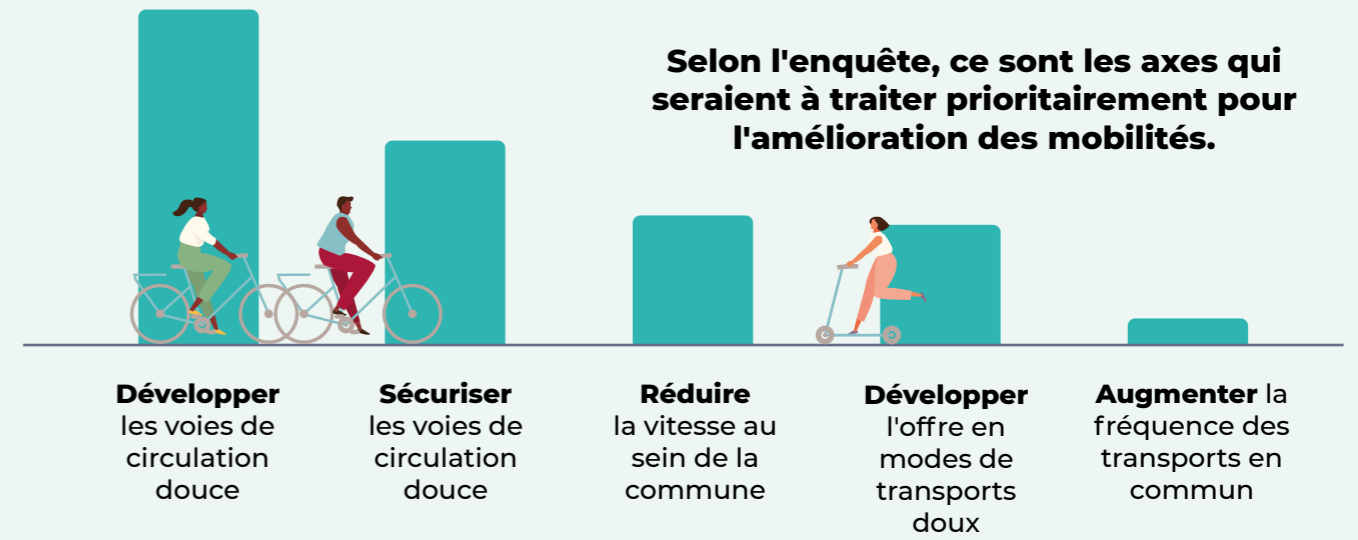 Selon l'enquête, ce sont les axes qui
seraient à traiter prioritairement pour
l'amélioration des mobilités.
Développer
les voies de
circulation
douce
Sécuriser
les voies de
circulation
douce
Réduire
la vitesse au
sein de la
commune
Développer
l'offre en
modes de
transports
doux
Augmenter la
fréquence des
transports en
commun